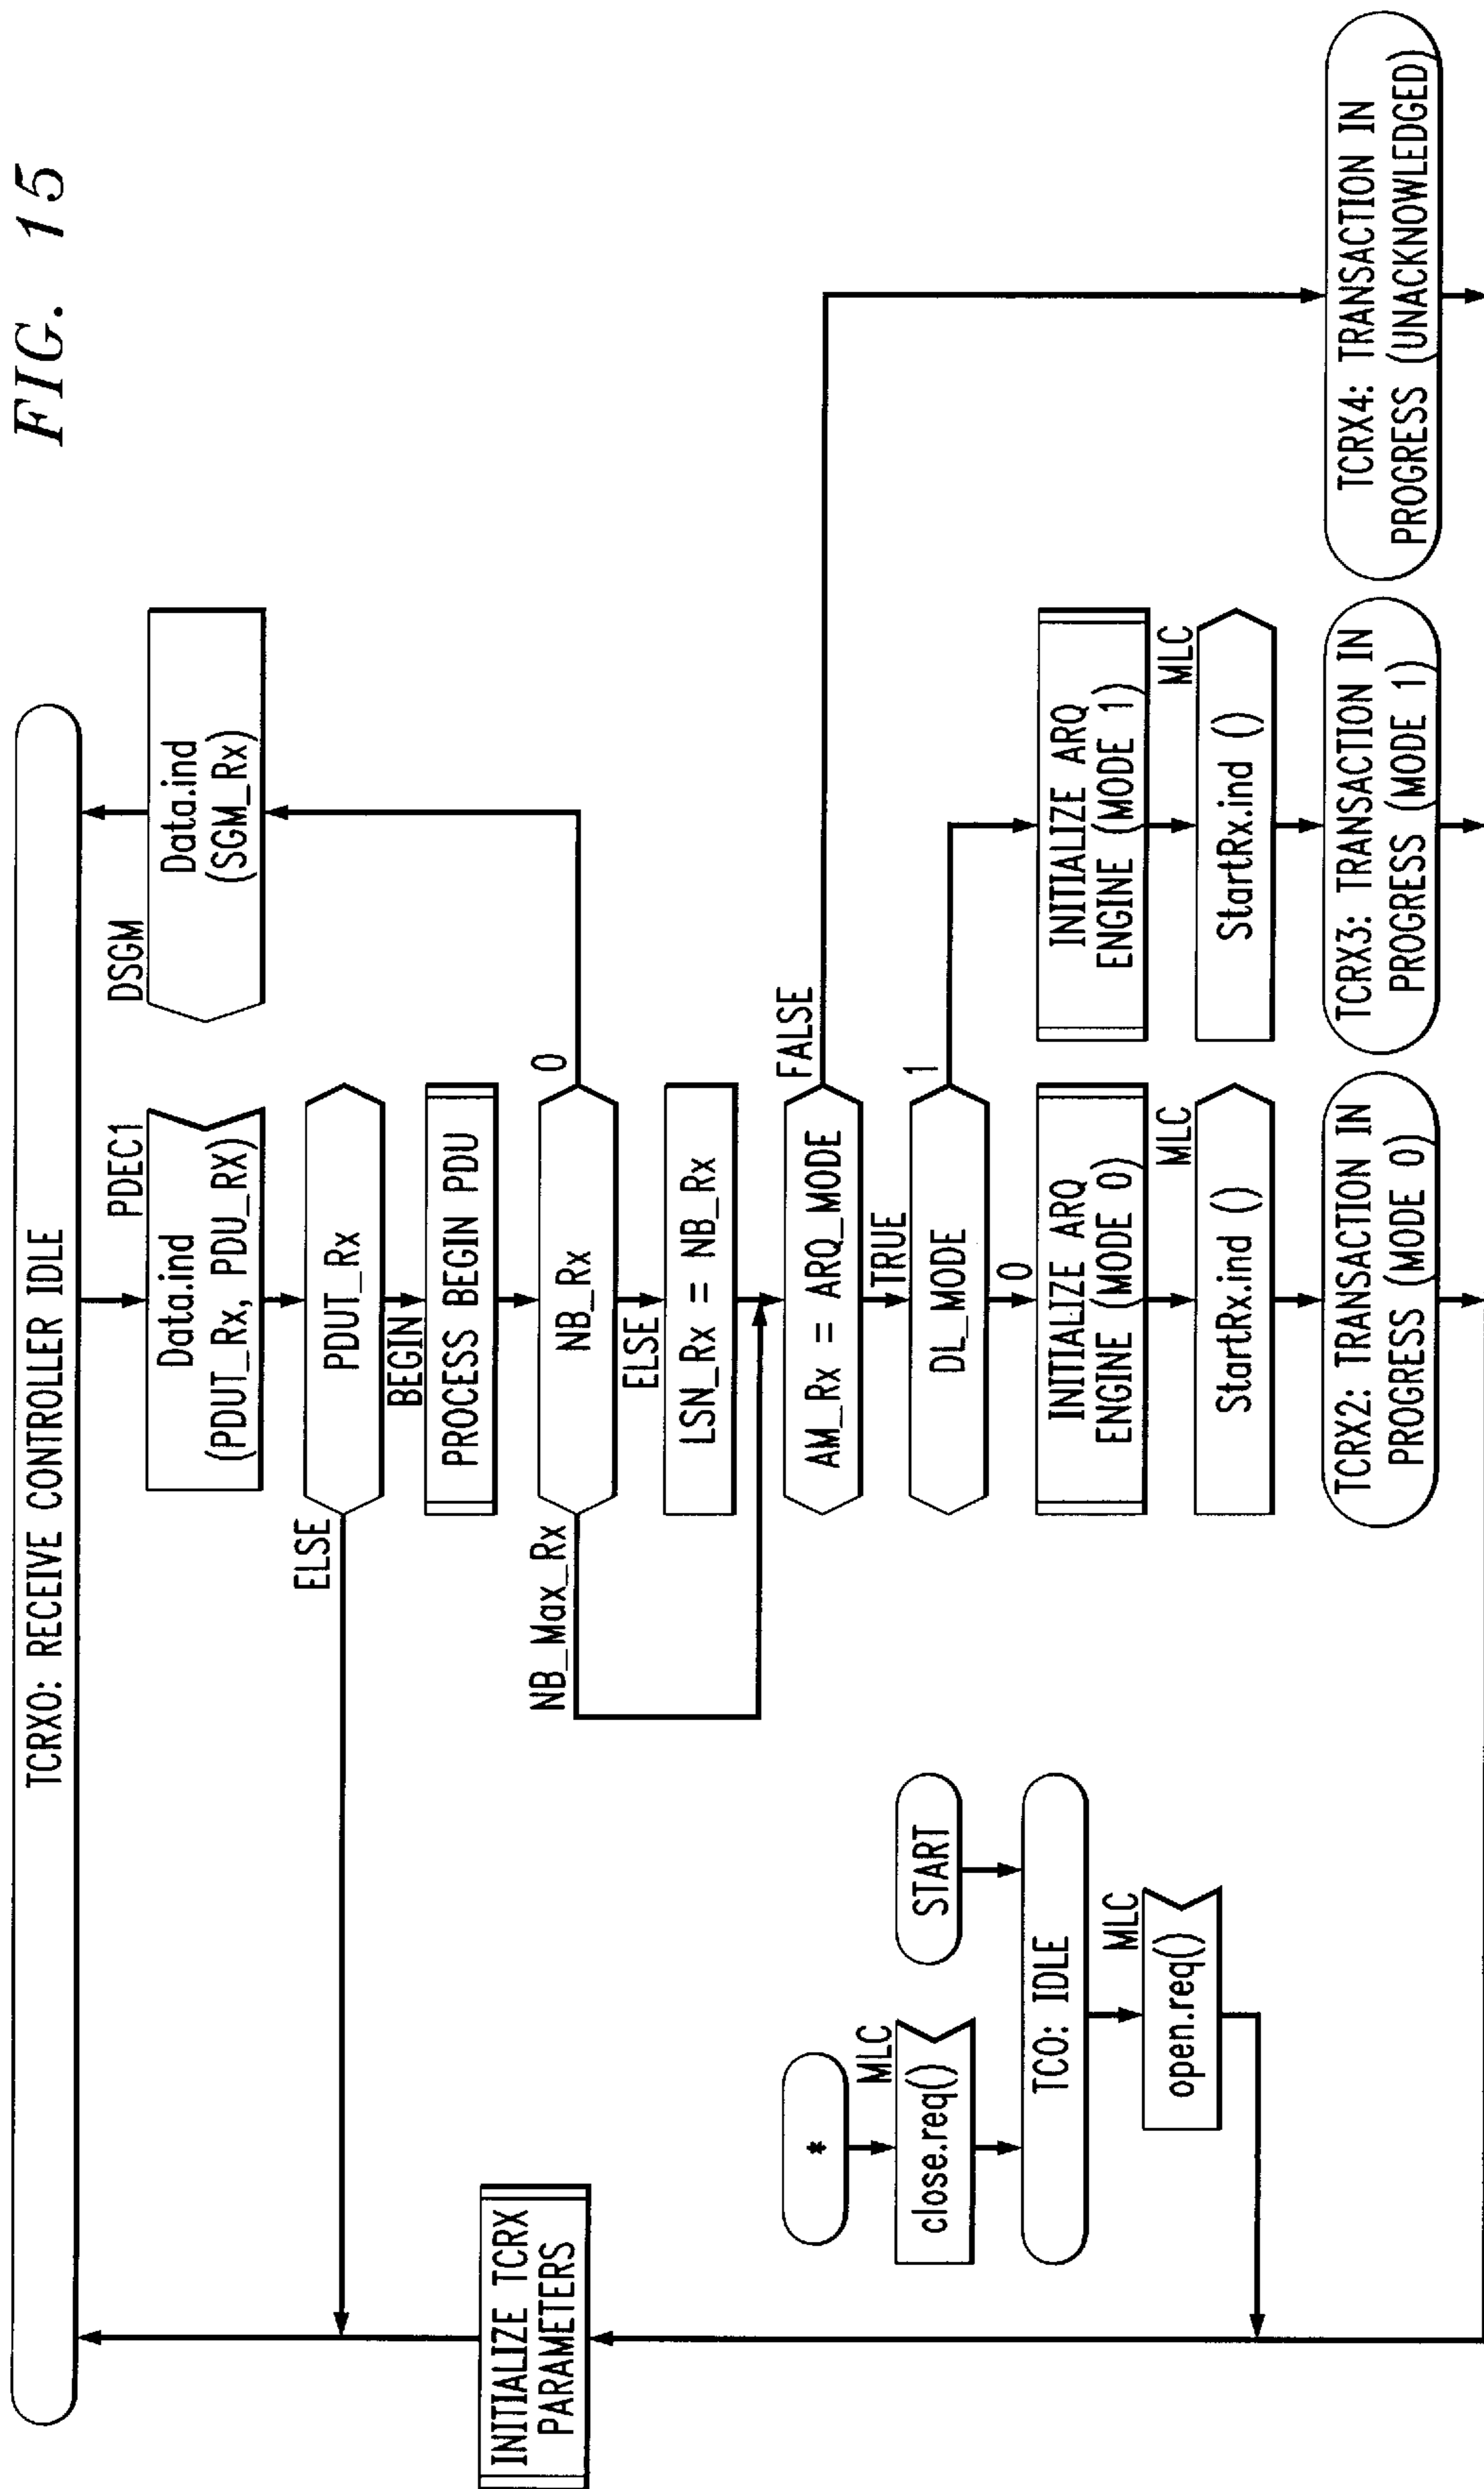 FIG. 15
TCRX0: RECEIVE CONTROLLER IDLE
PDEC1
Data.ind
(PDUT_Rx, PDU_RX)
DSGM
Data.ind
(SGM_Rx)
PDUT_Rx
ELSE
BEGIN
PROCESS BEGIN PDU
NB_Rx
0
NB_Max_Rx
ELSE
LSN_Rx = NB_Rx
AM_Rx = ARQ_MODE
FALSE
TRUE
DL_MODE
1
0
INITIALIZE ARQ
ENGINE (MODE 0)
INITIALIZE ARQ
ENGINE (MODE 1)
MLC
StartRx.ind ()
MLC
StartRx.ind ()
TCRX2: TRANSACTION IN
PROGRESS (MODE 0)
TCRX3: TRANSACTION IN
PROGRESS (MODE 1)
TCRX4: TRANSACTION IN
PROGRESS (UNACKNOWLEDGED)
INITIALIZE TCRX
PARAMETERS
*
MLC
close.req()
START
TC0: IDLE
MLC
open.req()